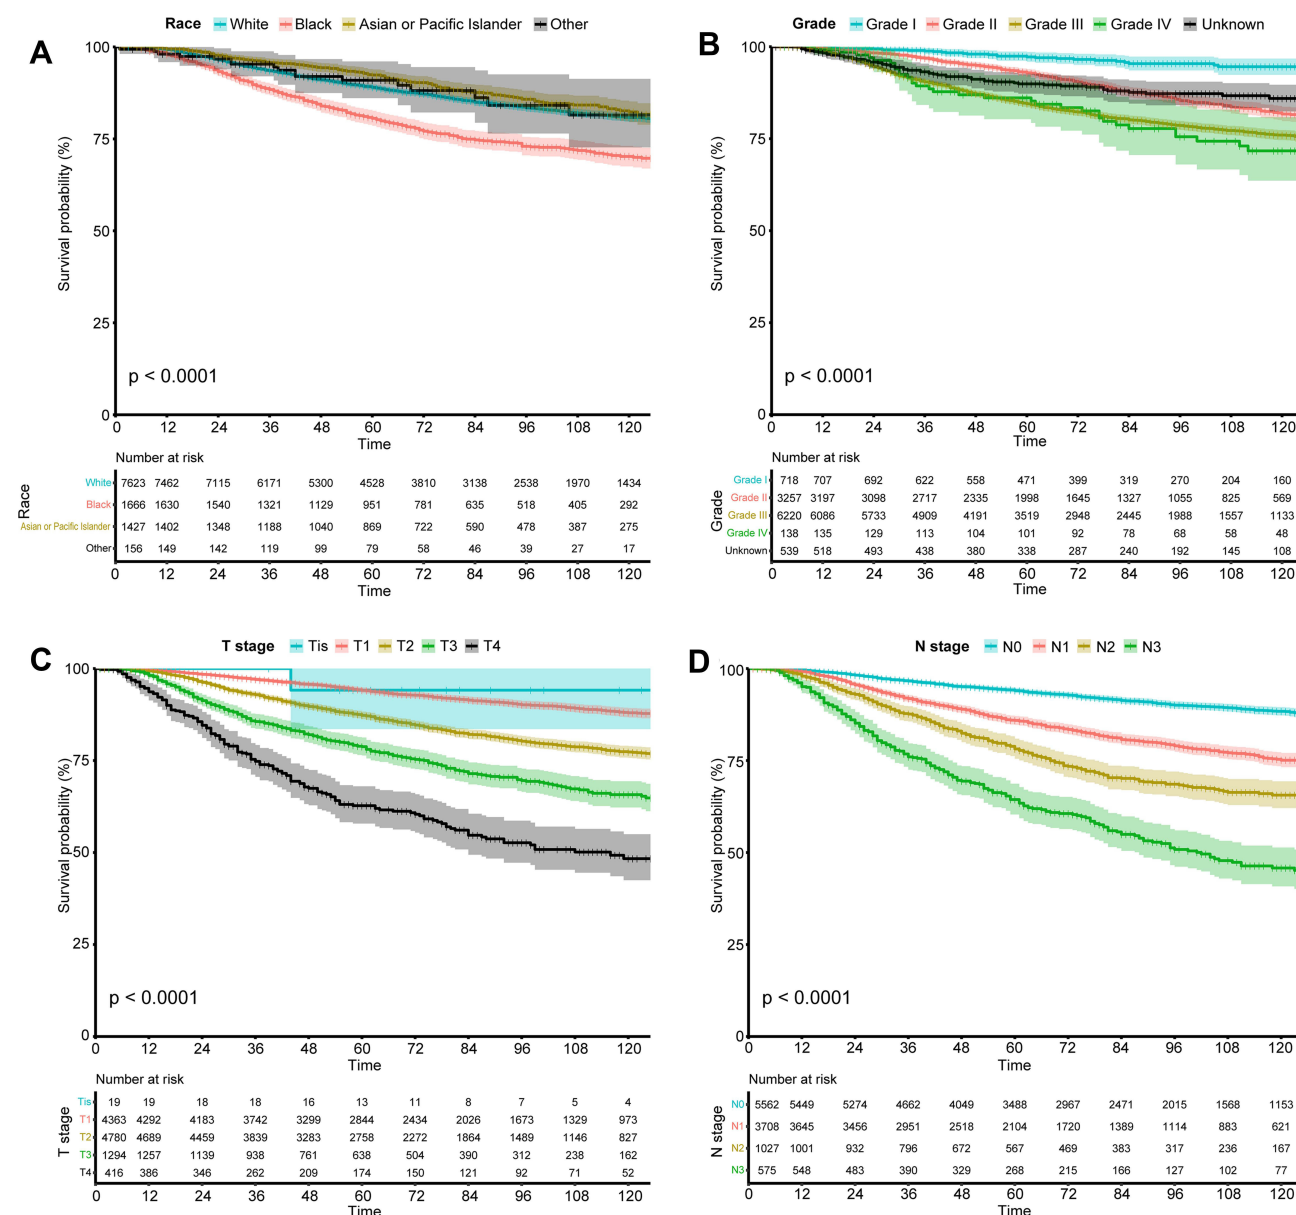 A
Race White Black Asian or Pacific Islander Other
100
75
50
25
0
Survival probability (%)
p < 0.0001
0 12 24 36 48 60 72 84 96 108 120
Time
Number at risk
Race
White 7623 7462 7115 6171 5300 4528 3810 3138 2538 1970 1434
Black 1666 1630 1540 1321 1129 951 781 635 518 405 292
Asian or Pacific Islander 1427 1402 1348 1188 1040 869 722 590 478 387 275
Other 156 149 142 119 99 79 58 46 39 27 17
0 12 24 36 48 60 72 84 96 108 120
Time
B
Grade Grade I Grade II Grade III Grade IV Unknown
100
75
50
25
0
Survival probability (%)
p < 0.0001
0 12 24 36 48 60 72 84 96 108 120
Time
Number at risk
Grade
Grade I 718 707 692 622 558 471 399 319 270 204 160
Grade II 3257 3197 3098 2717 2335 1998 1645 1327 1055 825 569
Grade III 6220 6086 5733 4909 4191 3519 2948 2445 1988 1557 1133
Grade IV 138 135 129 113 104 101 92 78 68 58 48
Unknown 539 518 493 438 380 338 287 240 192 145 108
0 12 24 36 48 60 72 84 96 108 120
Time
C
T stage Tis T1 T2 T3 T4
100
75
50
25
0
Survival probability (%)
p < 0.0001
0 12 24 36 48 60 72 84 96 108 120
Time
Number at risk
T stage
Tis 19 19 18 18 16 13 11 8 7 5 4
T1 4363 4292 4183 3742 3299 2844 2434 2026 1673 1329 973
T2 4780 4689 4459 3839 3283 2758 2272 1864 1489 1146 827
T3 1294 1257 1139 938 761 638 504 390 312 238 162
T4 416 386 346 262 209 174 150 121 92 71 52
0 12 24 36 48 60 72 84 96 108 120
Time
D
N stage N0 N1 N2 N3
100
75
50
25
0
Survival probability (%)
p < 0.0001
0 12 24 36 48 60 72 84 96 108 120
Time
Number at risk
N stage
N0 5562 5449 5274 4662 4049 3488 2967 2471 2015 1568 1153
N1 3708 3645 3456 2951 2518 2104 1720 1389 1114 883 621
N2 1027 1001 932 796 672 567 469 383 317 236 167
N3 575 548 483 390 329 268 215 166 127 102 77
0 12 24 36 48 60 72 84 96 108 120
Time